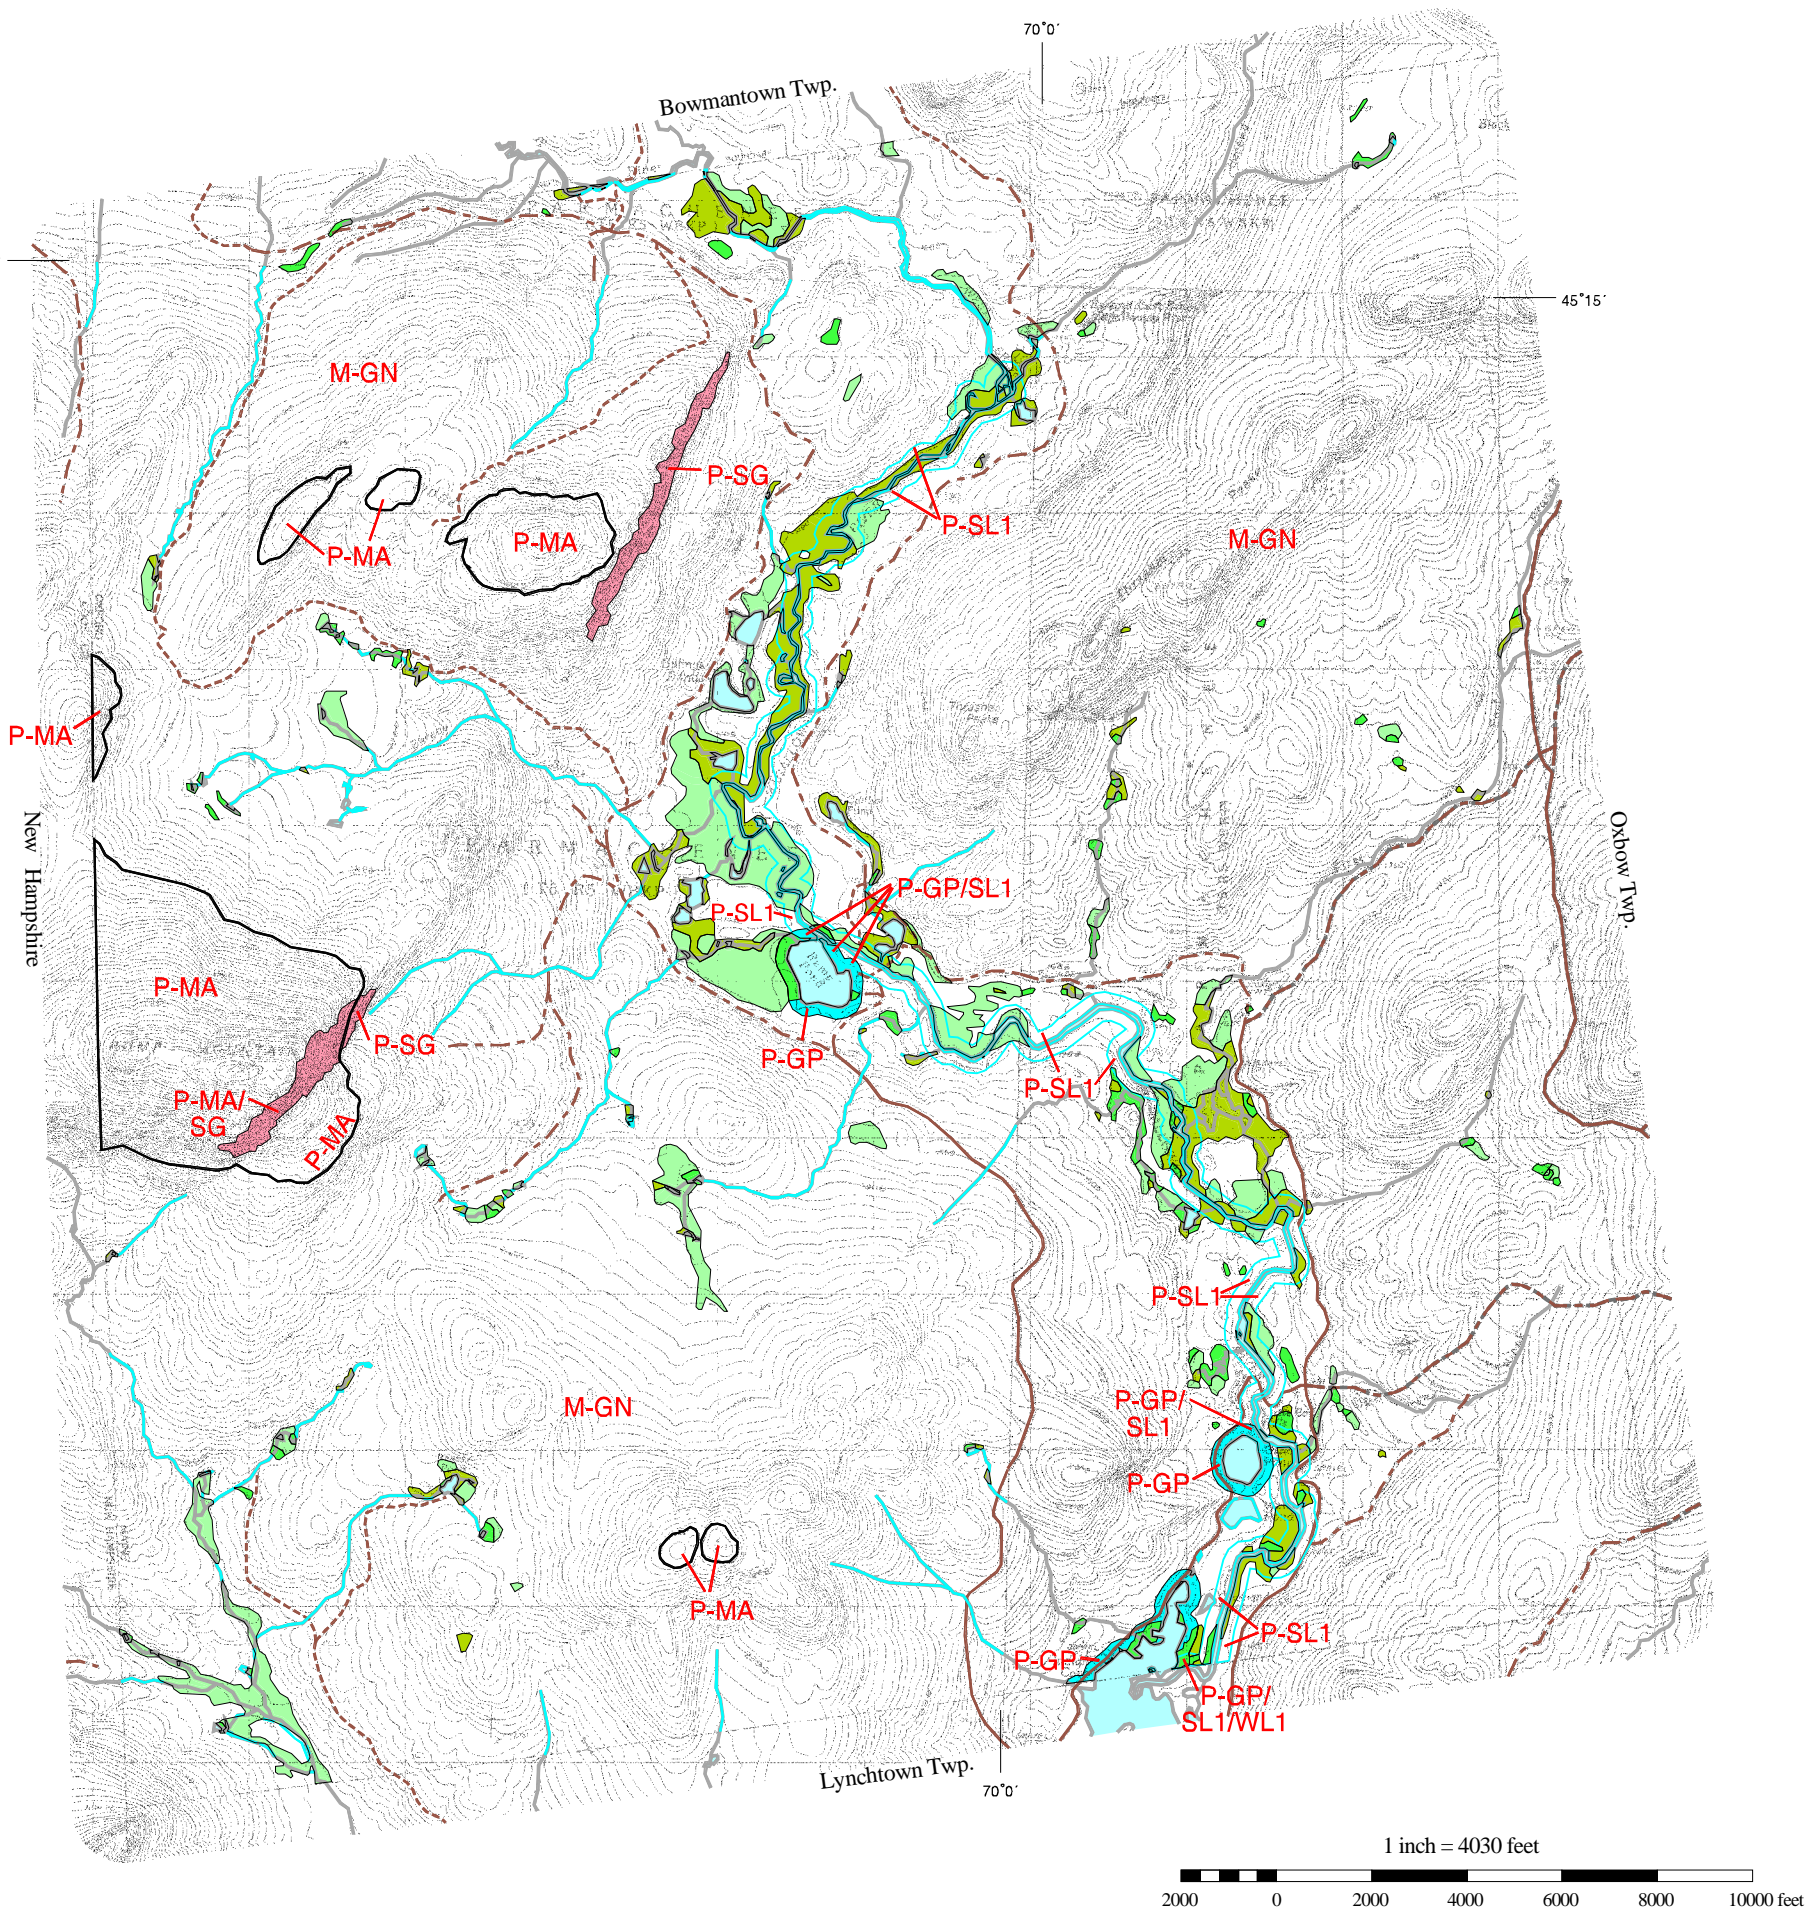 70°0'
Bowmantown Twp.
45°15'
M-GN
P-SG
P-SL1
P-MA
P-MA
M-GN
P-MA
New Hampshire
Oxbow Twp.
P-GP/SL1
P-SL1
P-MA
P-SG
P-GP
P-SL1
P-MA/
SG
P-MA
P-SL1
M-GN
P-GP/
SL1
P-GP
P-MA
P-SL1
P-GP
P-GP/
SL1/WL1
Lynchtown Twp.
70°0'
1 inch = 4030 feet
2000 0 2000 4000 6000 8000 10000 feet